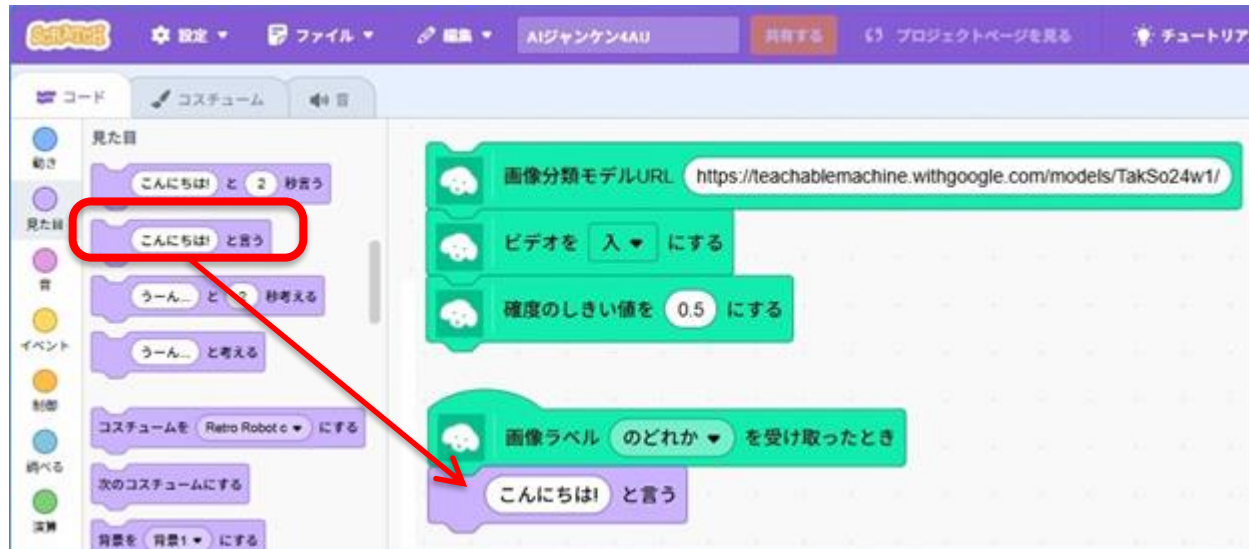 SCRATCH 設定 ファイル 編集 AIジャンケン4AU 共有する プロジェクトページを見る チュートリア
コード コスチューム 音
動き
見た目
音
イベント
制御
調べる
演算
見た目
こんにちは! と 2 秒言う
こんにちは! と言う
うーん... と 2 秒考える
うーん... と考える
コスチュームを Retro Robot c にする
次のコスチュームにする
背景を 背景1 にする
画像分類モデルURL https://teachablemachine.withgoogle.com/models/TakSo24w1/
ビデオを 入 にする
確度のしきい値を 0.5 にする
画像ラベル のどれか を受け取ったとき
こんにちは! と言う